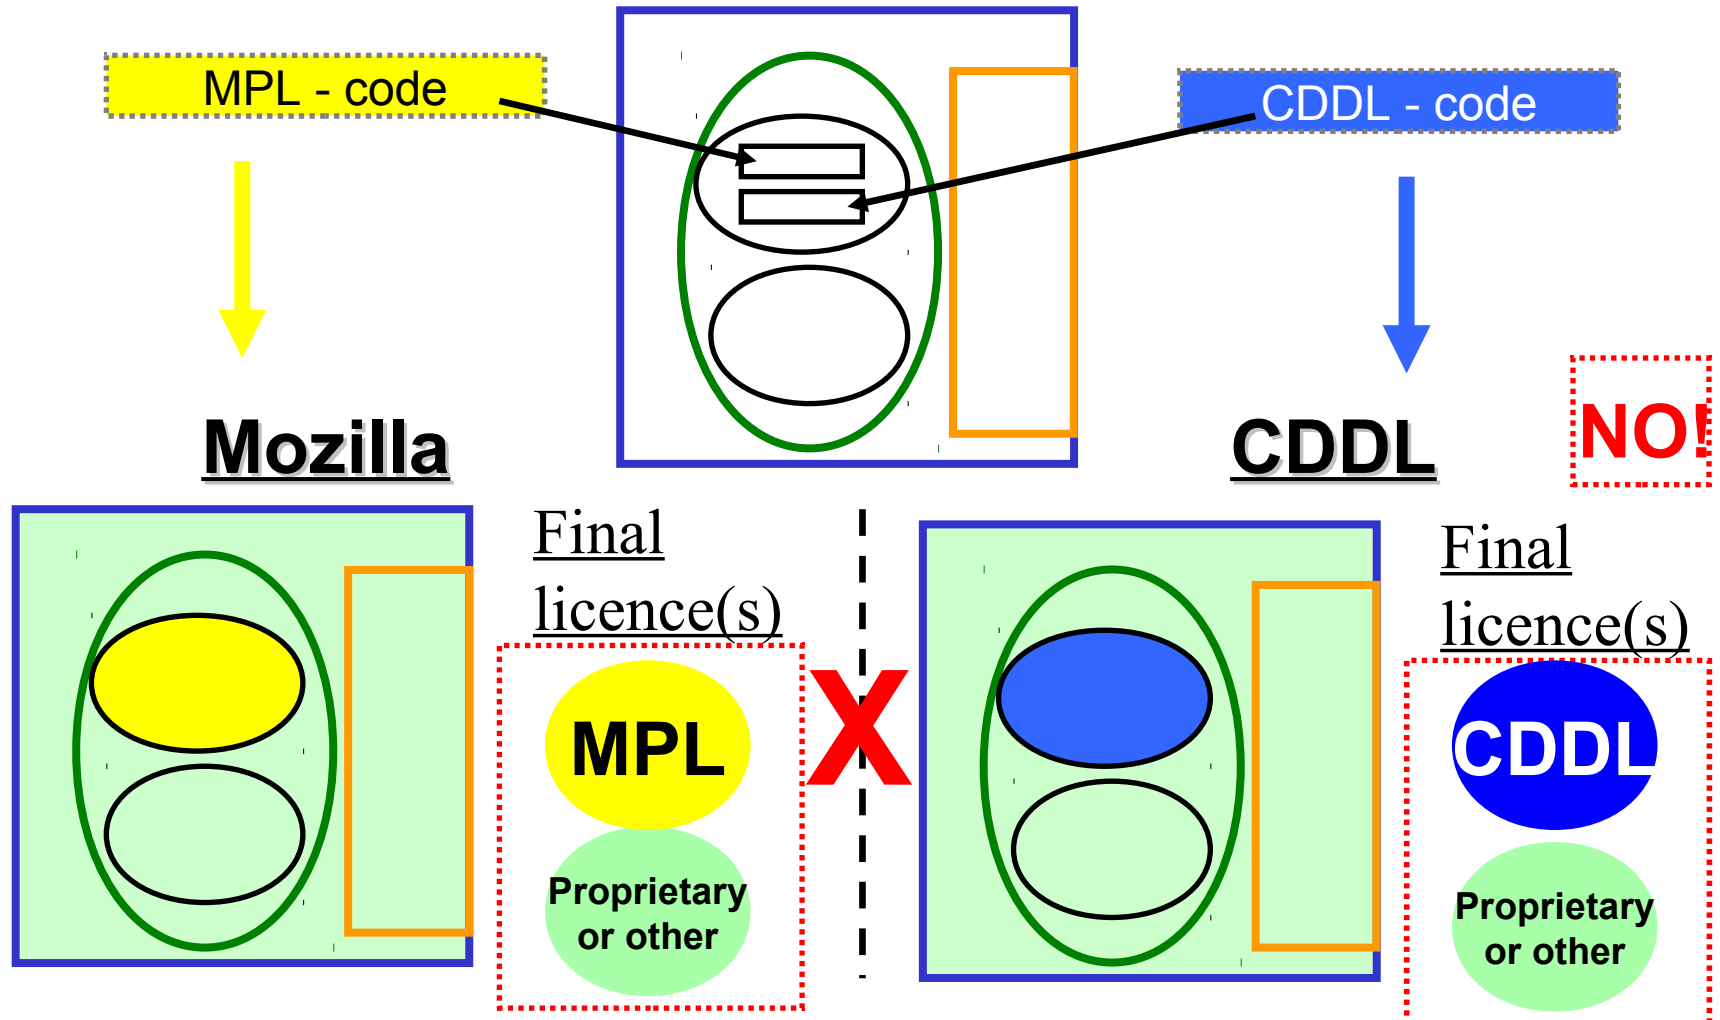 MPL - code
CDDL - code
Mozilla
CDDL
NO!
Final
licence(s)
MPL
Proprietary
or other
X
Final
licence(s)
CDDL
Proprietary
or other